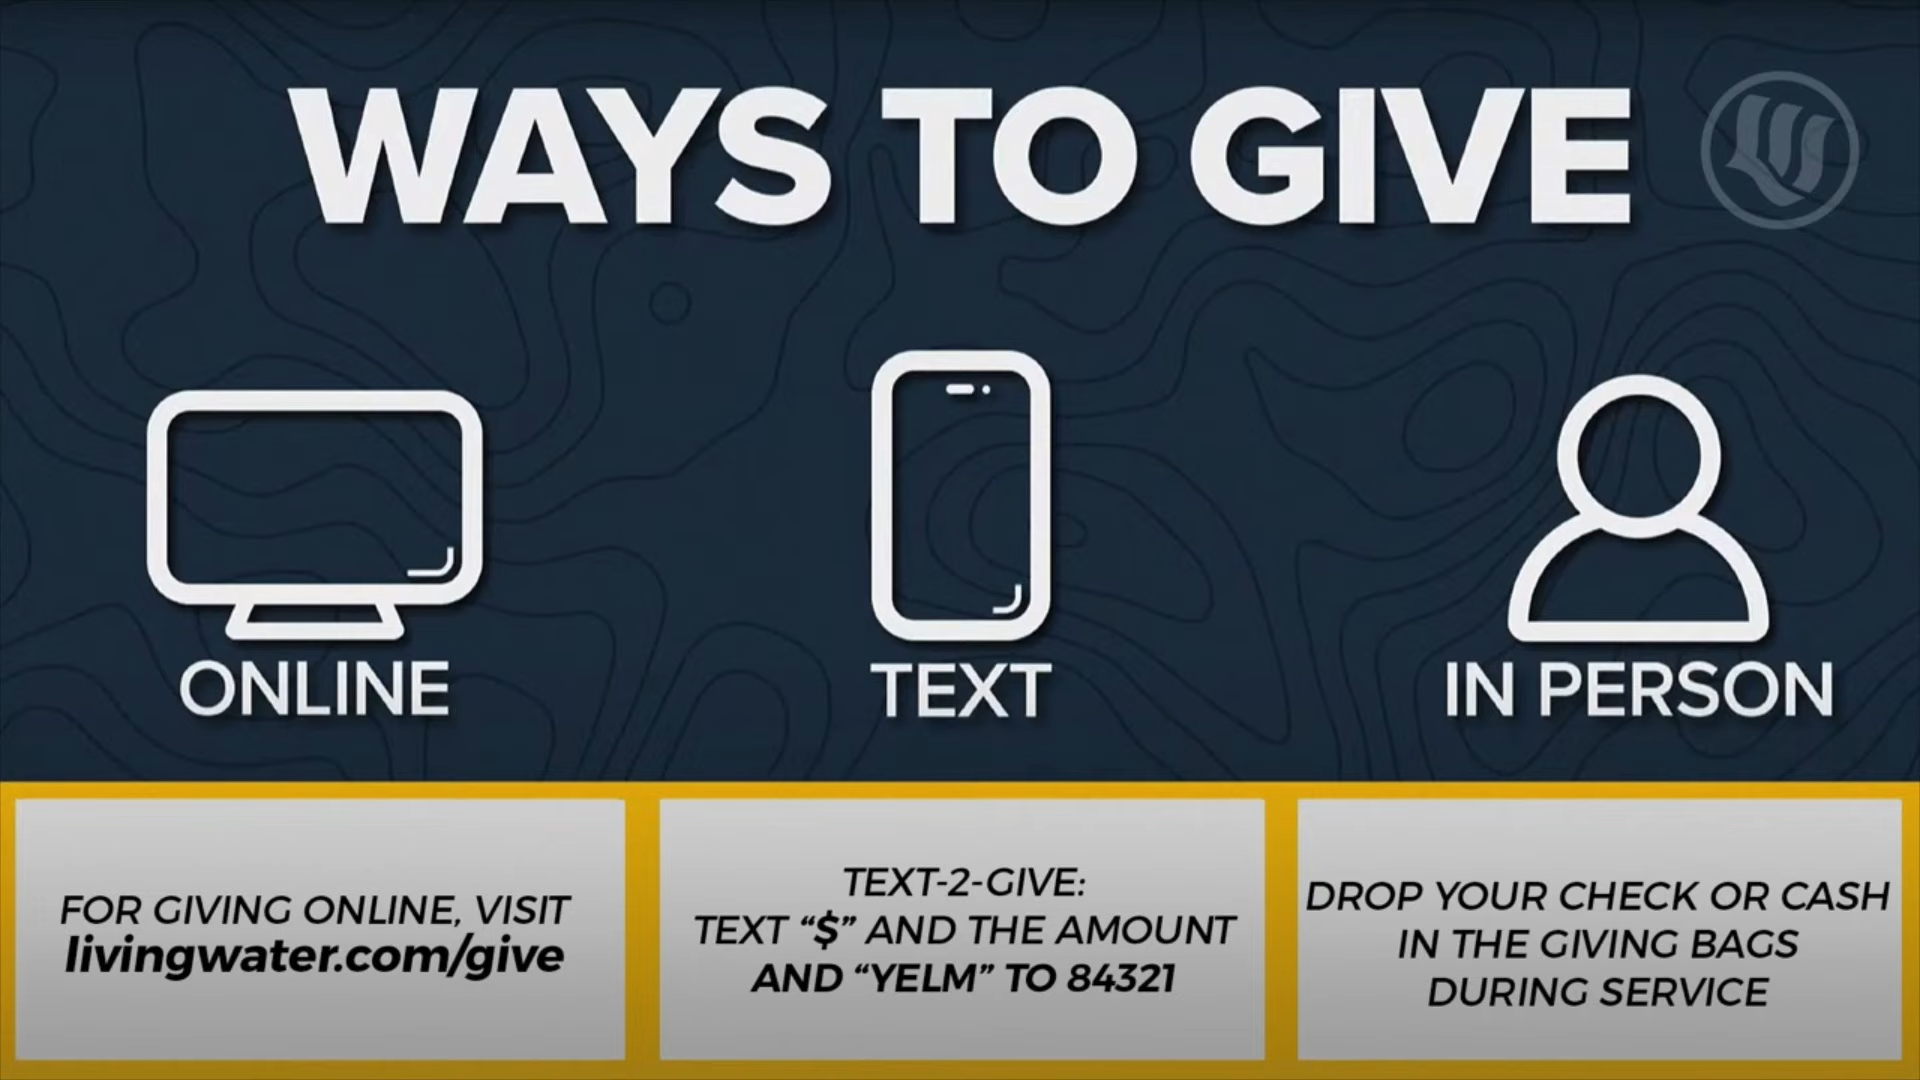 WAYS TO GIVE
ONLINE
TEXT
IN PERSON
FOR GIVING ONLINE, VISIT
livingwater.com/give
TEXT-2-GIVE:
TEXT “$” AND THE AMOUNT
AND “YELM” TO 84321
DROP YOUR CHECK OR CASH
IN THE GIVING BAGS
DURING SERVICE